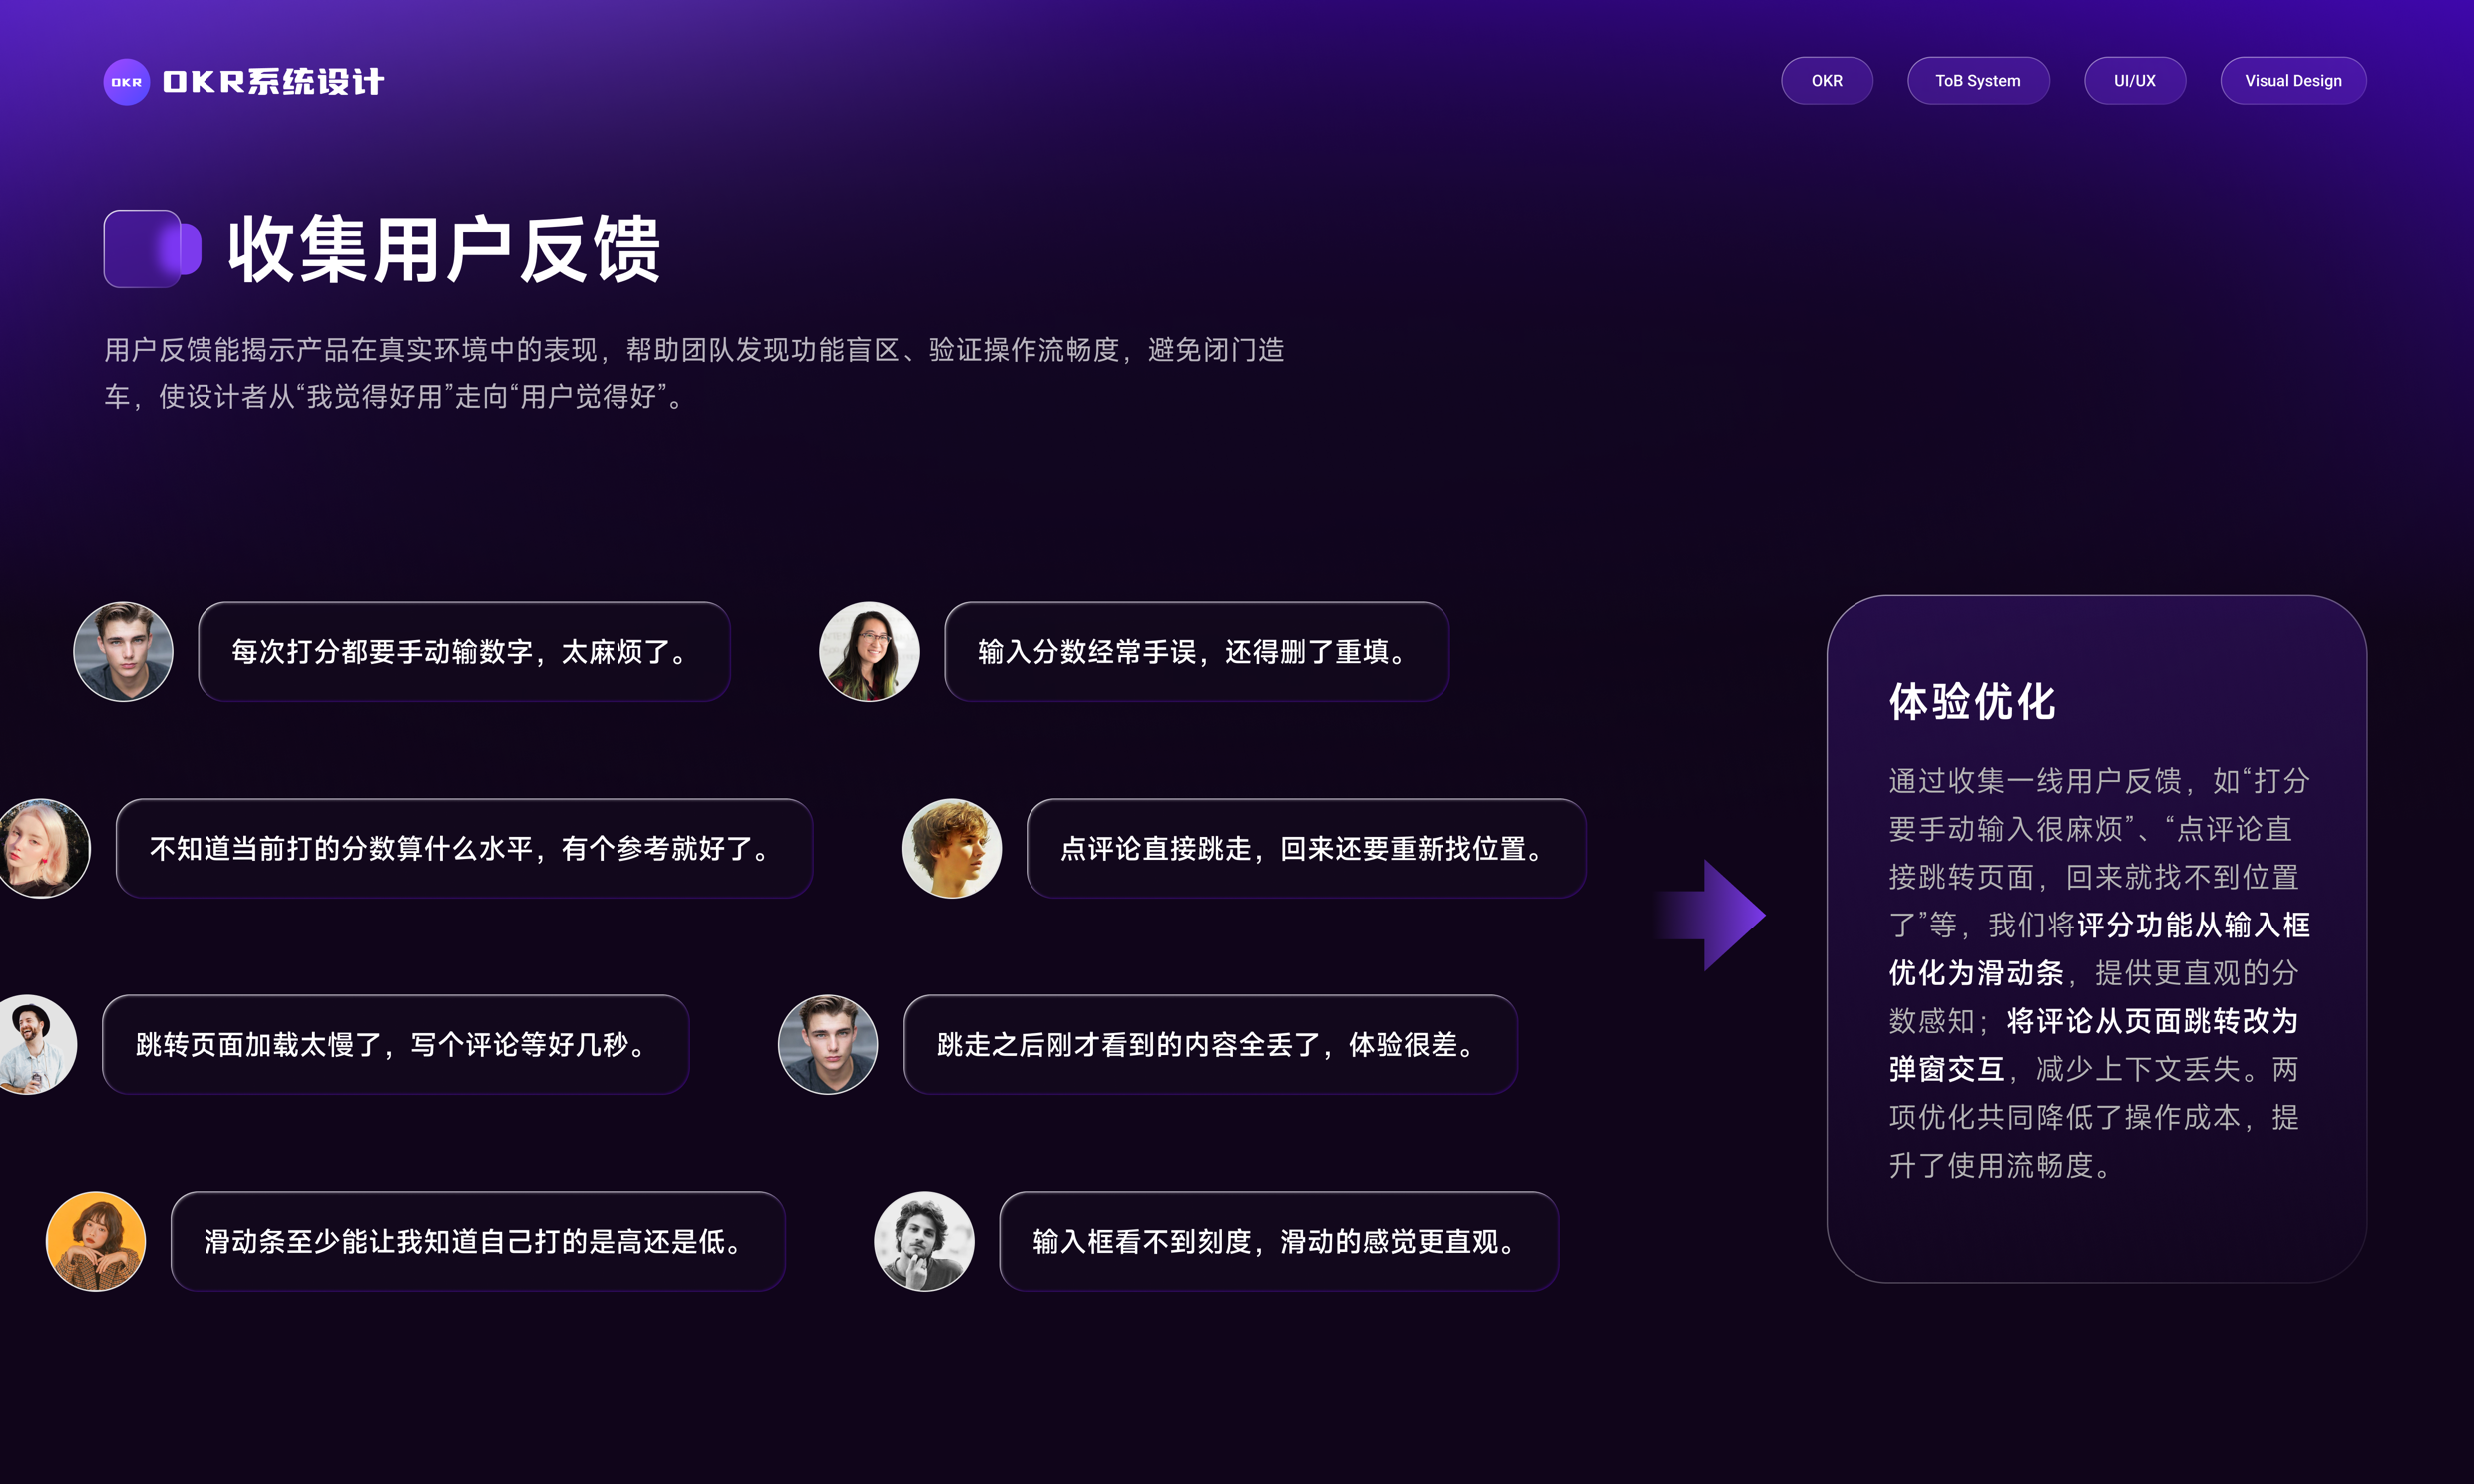 OKR OKR系统设计
OKR
ToB System
UI/UX
Visual Design
收集用户反馈
用户反馈能揭示产品在真实环境中的表现，帮助团队发现功能盲区、验证操作流畅度，避免闭门造
车，使设计者从“我觉得好用”走向“用户觉得好”。
每次打分都要手动输数字，太麻烦了。
输入分数经常手误，还得删了重填。
不知道当前打的分数算什么水平，有个参考就好了。
点评论直接跳走，回来还要重新找位置。
跳转页面加载太慢了，写个评论等好几秒。
跳走之后刚才看到的内容全丢了，体验很差。
滑动条至少能让我知道自己打的是高还是低。
输入框看不到刻度，滑动的感觉更直观。
体验优化
通过收集一线用户反馈，如“打分
要手动输入很麻烦”、“点评论直
接跳转页面，回来就找不到位置
了”等，我们将评分功能从输入框
优化为滑动条，提供更直观的分
数感知；将评论从页面跳转改为
弹窗交互，减少上下文丢失。两
项优化共同降低了操作成本，提
升了使用流畅度。